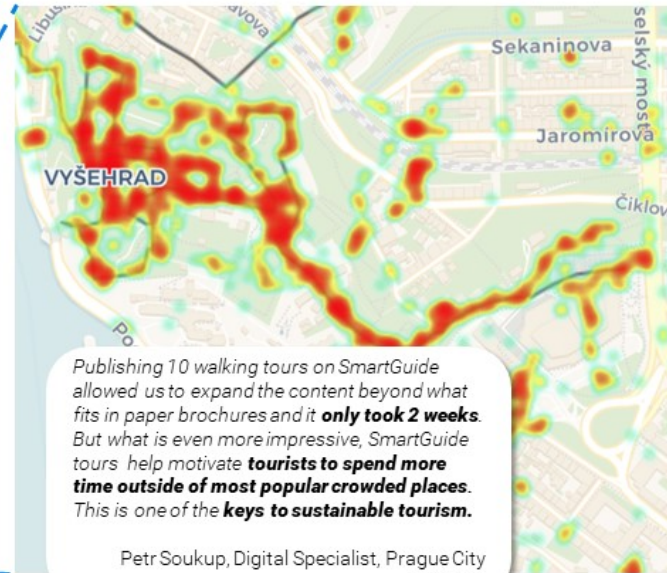 Libuši
avova
Sekaninova
selský most
Jaromírova
VYŠEHRAD
Čiklov
Po
Publishing 10 walking tours on SmartGuide
allowed us to expand the content beyond what
fits in paper brochures and it only took 2 weeks.
But what is even more impressive, SmartGuide
tours help motivate tourists to spend more
time outside of most popular crowded places.
This is one of the keys to sustainable tourism.
Petr Soukup, Digital Specialist, Prague City